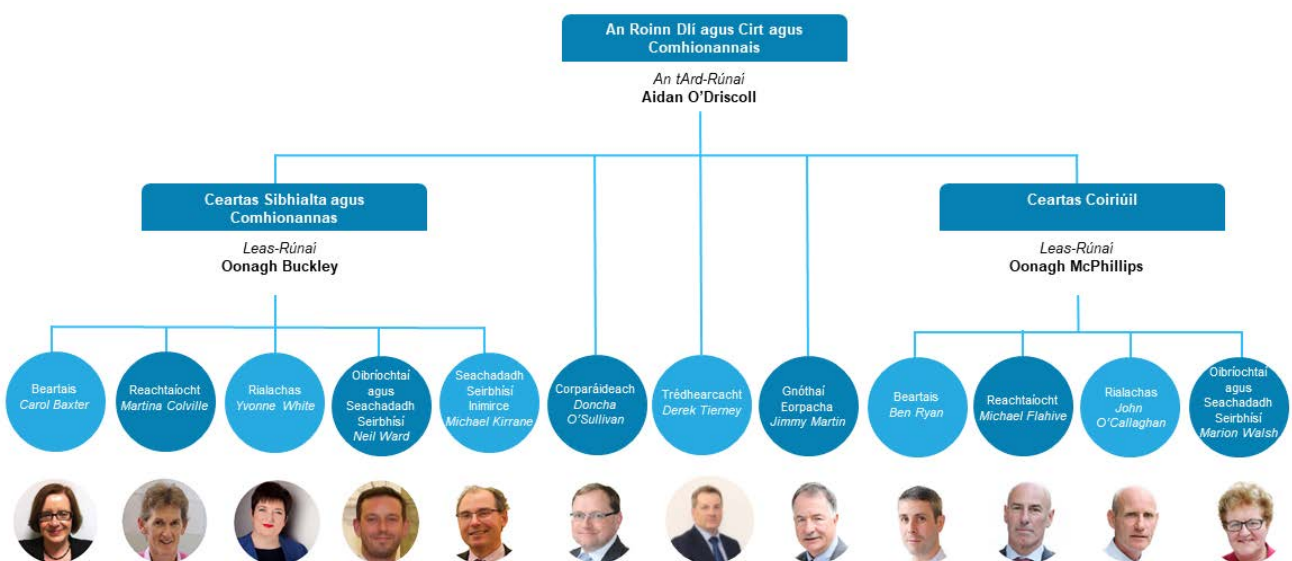 An Roinn Dlí agus Cirt agus
Comhionannais
An tArd-Rúnaí
Aidan O'Driscoll
Ceartas Sibhialta agus
Comhionannas
Leas-Rúnaí
Oonagh Buckley
Ceartas Coiriúil
Leas-Rúnaí
Oonagh McPhillips
Beartais
Carol Baxter
Reachtaíocht
Martina Colville
Rialachas
Yvonne White
Oibríochtaí
agus
Seachadadh
Seirbhísí
Neil Ward
Seachadadh
Seirbhísí
Inimirce
Michael Kirrane
Corparáideach
Doncha
O'Sullivan
Trédhearcacht
Derek Tierney
Gnóthaí
Eorpacha
Jimmy Martin
Beartais
Ben Ryan
Reachtaíocht
Michael Flahive
Rialachas
John
O'Callaghan
Oibríochtaí
agus
Seachadadh
Seirbhísí
Marion Walsh